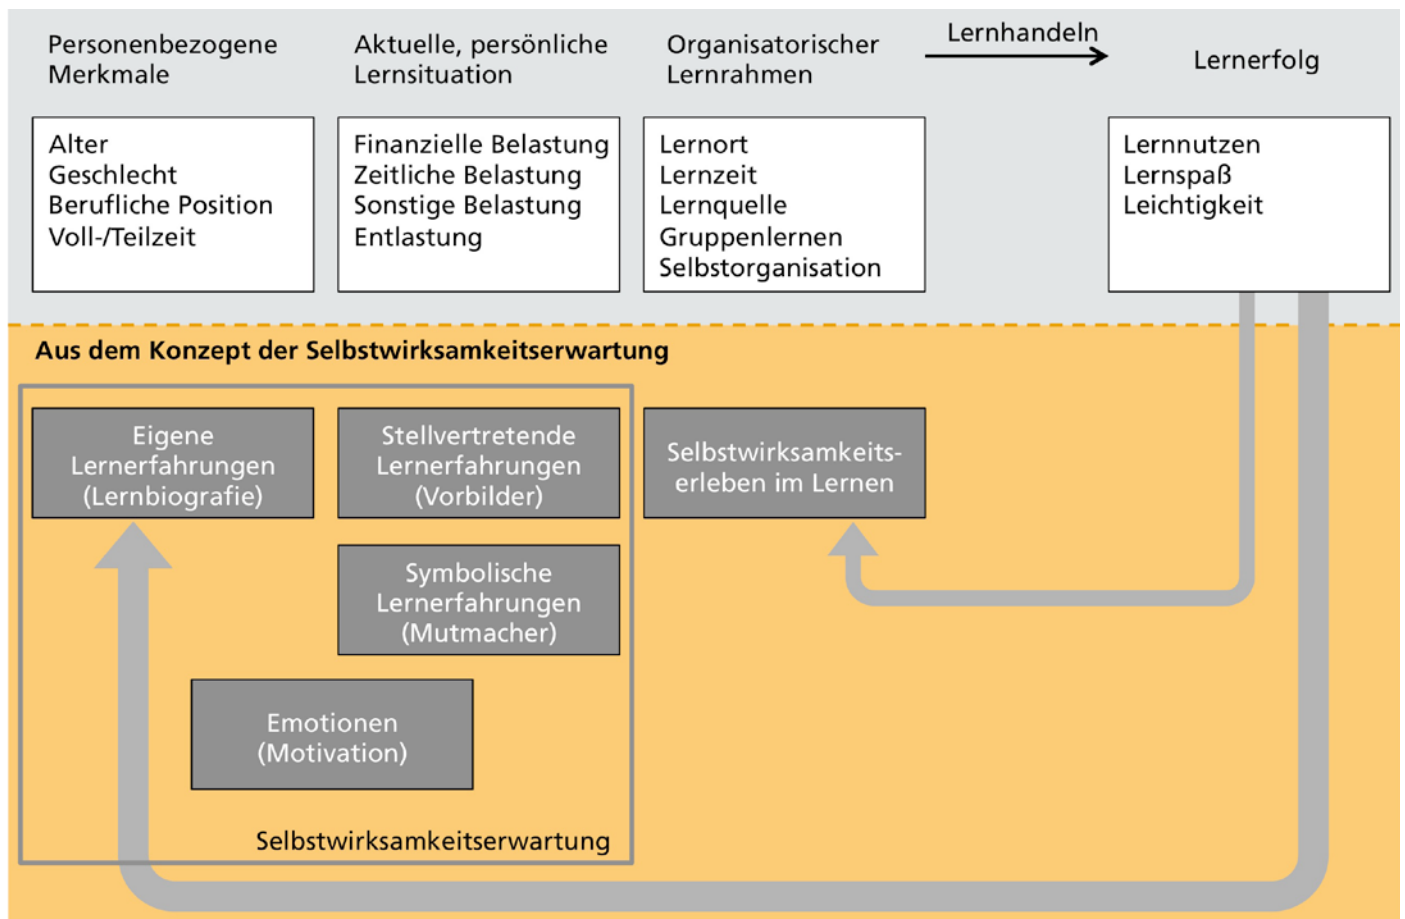 Personenbezogene
Merkmale
Aktuelle, persönliche
Lernsituation
Organisatorischer
Lernrahmen
Lernhandeln
Lernerfolg
Alter
Geschlecht
Berufliche Position
Voll-/Teilzeit
Finanzielle Belastung
Zeitliche Belastung
Sonstige Belastung
Entlastung
Lernort
Lernzeit
Lernquelle
Gruppenlernen
Selbstorganisation
Lernnutzen
Lernspaß
Leichtigkeit
Aus dem Konzept der Selbstwirksamkeitserwartung
Eigene
Lernerfahrungen
(Lernbiografie)
Stellvertretende
Lernerfahrungen
(Vorbilder)
Selbstwirksamkeits-
erleben im Lernen
Symbolische
Lernerfahrungen
(Mutmacher)
Emotionen
(Motivation)
Selbstwirksamkeitserwartung